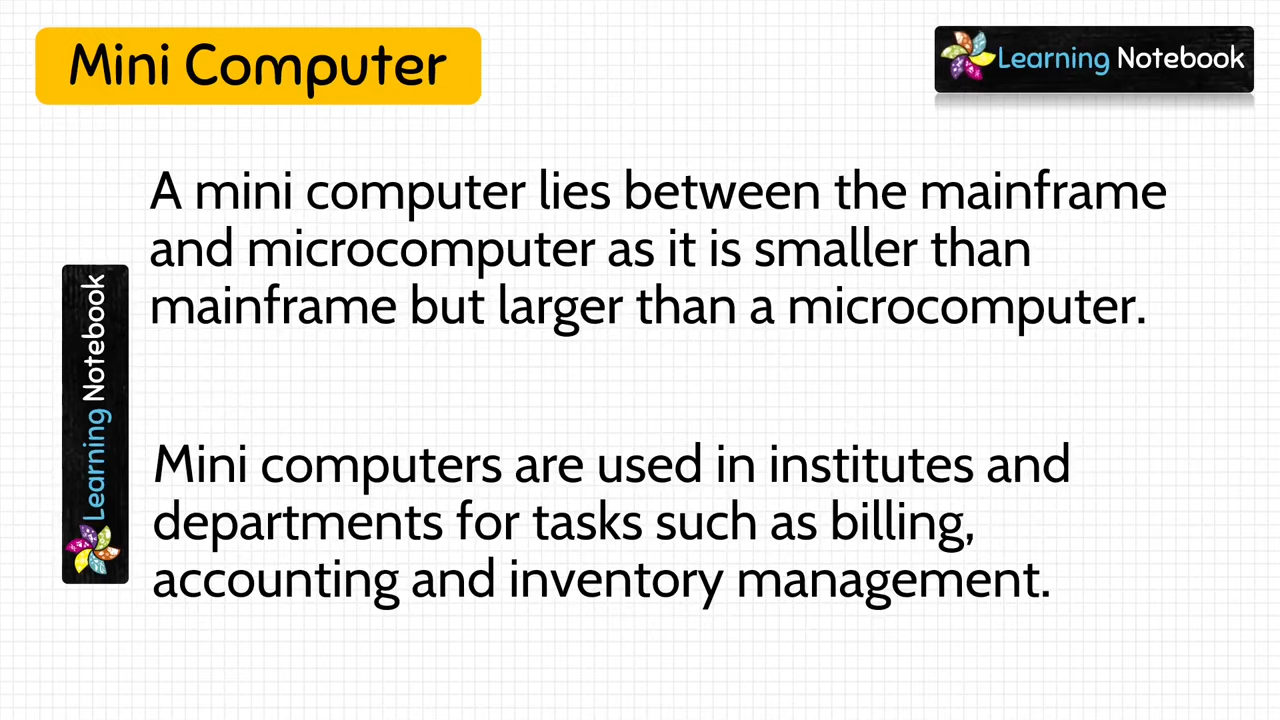 Mini Computer
Learning Notebook
A mini computer lies between the mainframe
and microcomputer as it is smaller than
mainframe but larger than a microcomputer.
Learning Notebook
Mini computers are used in institutes and
departments for tasks such as billing,
accounting and inventory management.